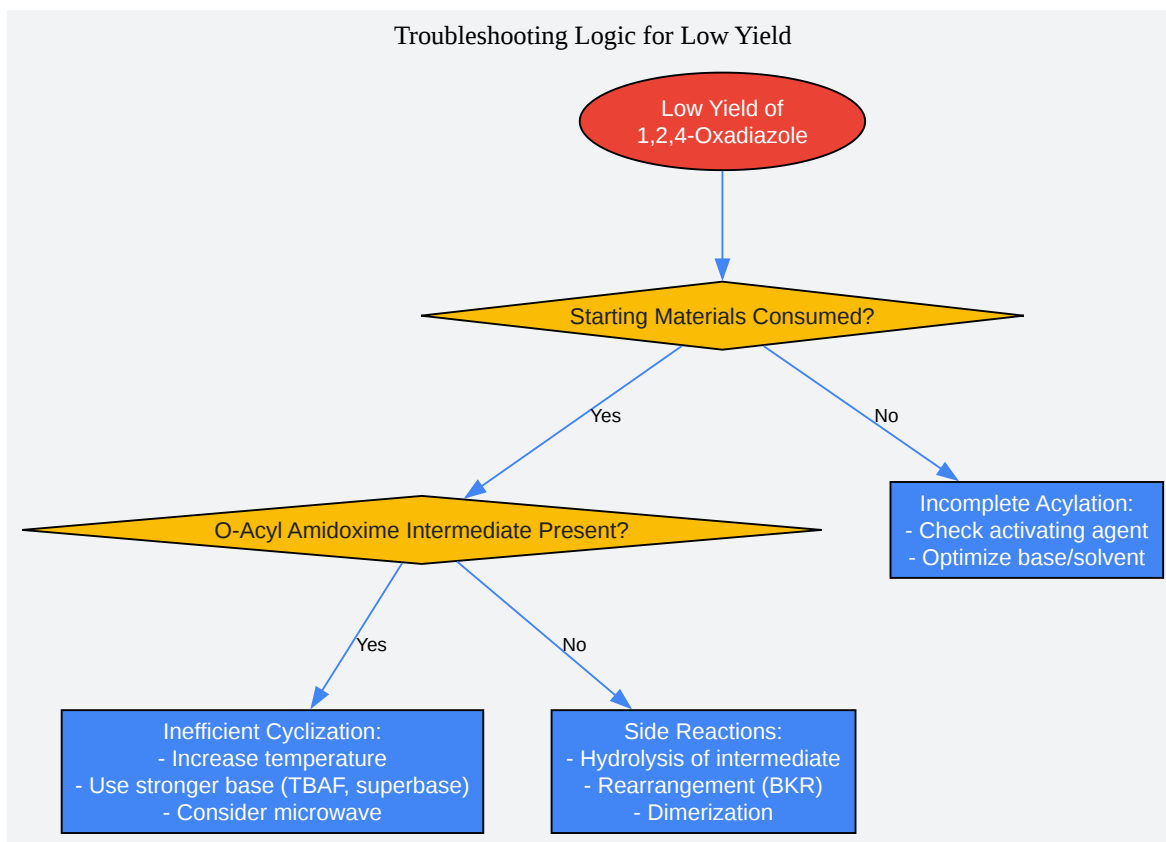 Troubleshooting Logic for Low Yield
Low Yield of
1,2,4-Oxadiazole
Starting Materials Consumed?
Yes
No
O-Acyl Amidoxime Intermediate Present?
Incomplete Acylation:
- Check activating agent
- Optimize base/solvent
Yes
No
Inefficient Cyclization:
- Increase temperature
- Use stronger base (TBAF, superbase)
- Consider microwave
Side Reactions:
- Hydrolysis of intermediate
- Rearrangement (BKR)
- Dimerization